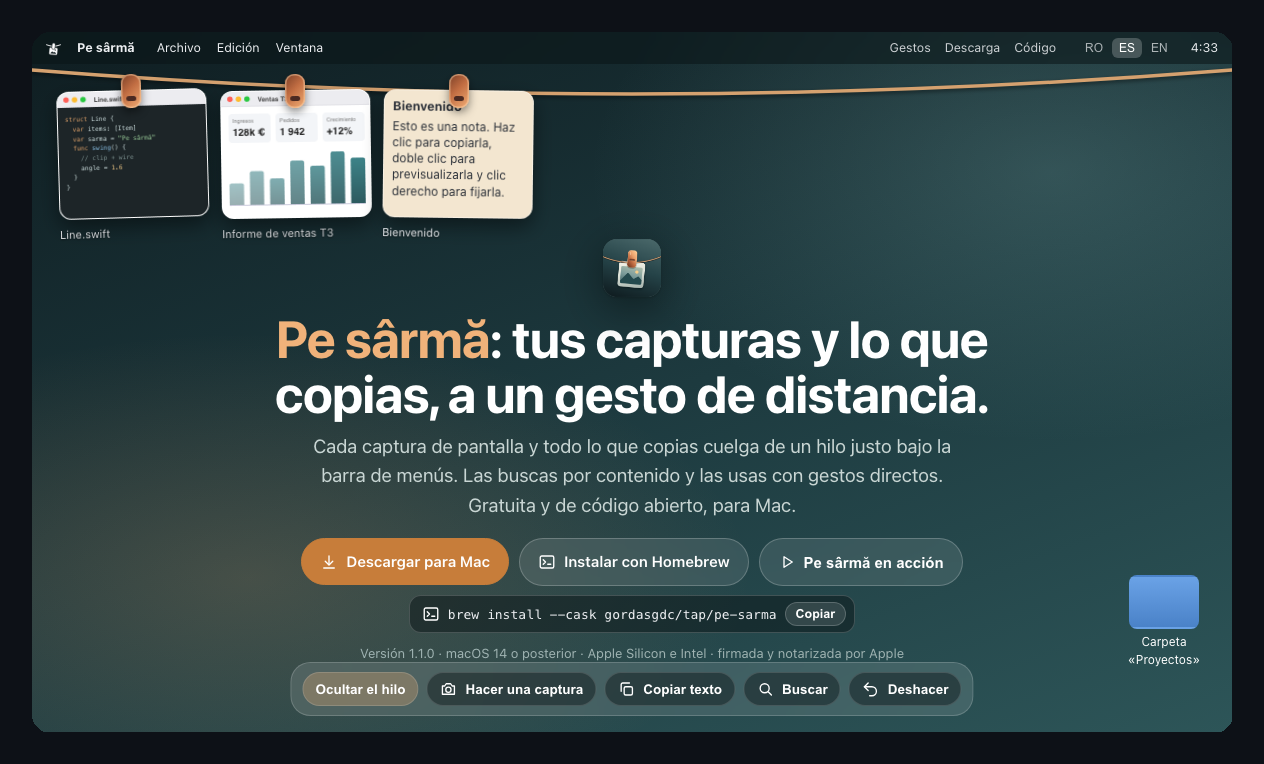 Pe sârmă Archivo Edición Ventana Gestos Descarga Código RO ES EN 4:33
Line.swift
struct Line {
var items: [Item]
var sarma = "Pe sârmă"
func swing() {
// clip + wire
angle = 1.6
}
}
Line.swift
Ventas T
Ingresos Pedidos Crecimiento
128k € 1 942 +12%
Informe de ventas T3
Bienvenido
Esto es una nota. Haz
clic para copiarla,
doble clic para
previsualizarla y clic
derecho para fijarla.
Bienvenido
Pe sârmă: tus capturas y lo que
copias, a un gesto de distancia.
Cada captura de pantalla y todo lo que copias cuelga de un hilo justo bajo la
barra de menús. Las buscas por contenido y las usas con gestos directos.
Gratuita y de código abierto, para Mac.
Descargar para Mac Instalar con Homebrew Pe sârmă en acción
brew install --cask gordasgdc/tap/pe-sarma Copiar
Versión 1.1.0 · macOS 14 o posterior · Apple Silicon e Intel · firmada y notarizada por Apple
Carpeta
«Proyectos»
Ocultar el hilo Hacer una captura Copiar texto Buscar Deshacer